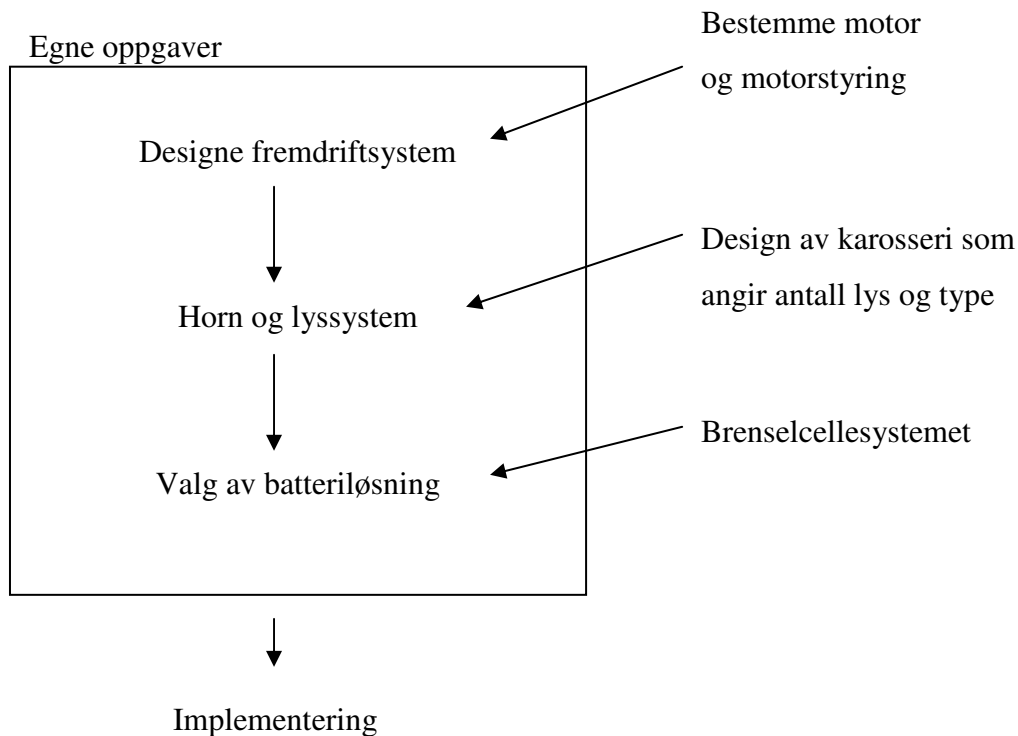 Egne oppgaver
Bestemme motor
og motorstyring
Designe fremdriftsystem
Design av karosseri som
angir antall lys og type
Horn og lyssystem
Brenselcellesystemet
Valg av batteriløsning
Implementering